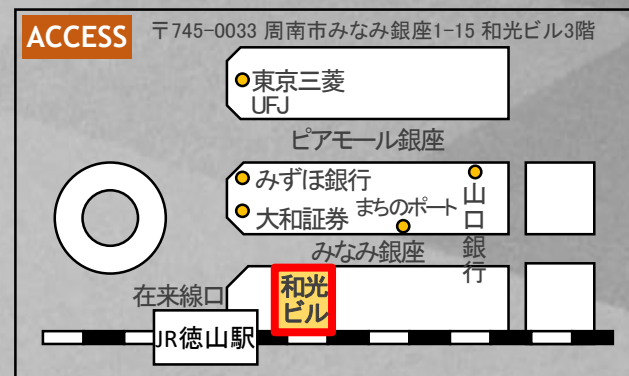 ACCESS
〒745-0033 周南市みなみ銀座1-15 和光ビル3階
東京三菱
UFJ
ピアモール銀座
みずほ銀行
大和証券
まちのポート
山口銀行
みなみ銀座
在来線口
和光
ビル
JR徳山駅